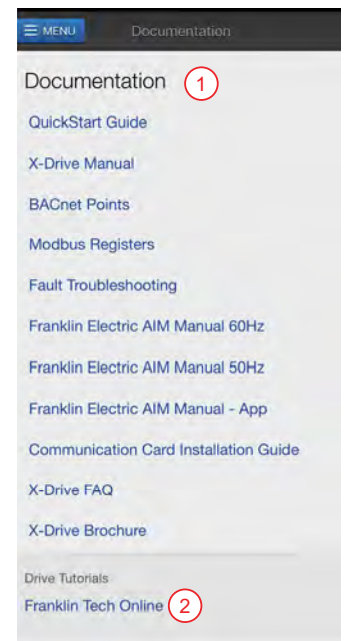 MENU
Documentation
Documentation 1
QuickStart Guide
X-Drive Manual
BACnet Points
Modbus Registers
Fault Troubleshooting
Franklin Electric AIM Manual 60Hz
Franklin Electric AIM Manual 50Hz
Franklin Electric AIM Manual - App
Communication Card Installation Guide
X-Drive FAQ
X-Drive Brochure
Drive Tutorials
Franklin Tech Online 2